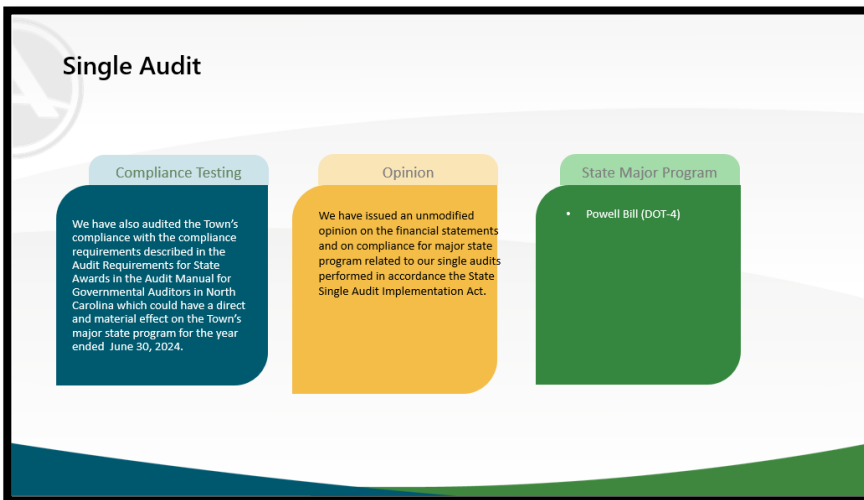 Single Audit
Compliance Testing
We have also audited the Town's
compliance with the compliance
requirements described in the
Audit Requirements for State
Awards in the Audit Manual for
Governmental Auditors in North
Carolina which could have a direct
and material effect on the Town's
major state program for the year
ended  June 30, 2024.
Opinion
We have issued an unmodified
opinion on the financial statements
and on compliance for major state
program related to our single audits
performed in accordance the State
Single Audit Implementation Act.
State Major Program
• Powell Bill (DOT-4)